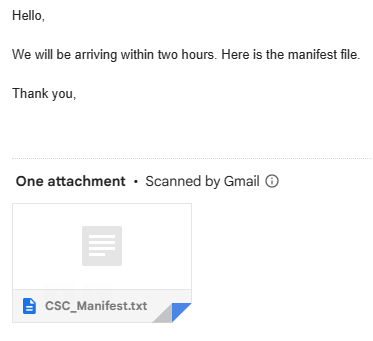 Hello,
We will be arriving within two hours. Here is the manifest file.
Thank you,
One attachment • Scanned by Gmail
CSC_Manifest.txt